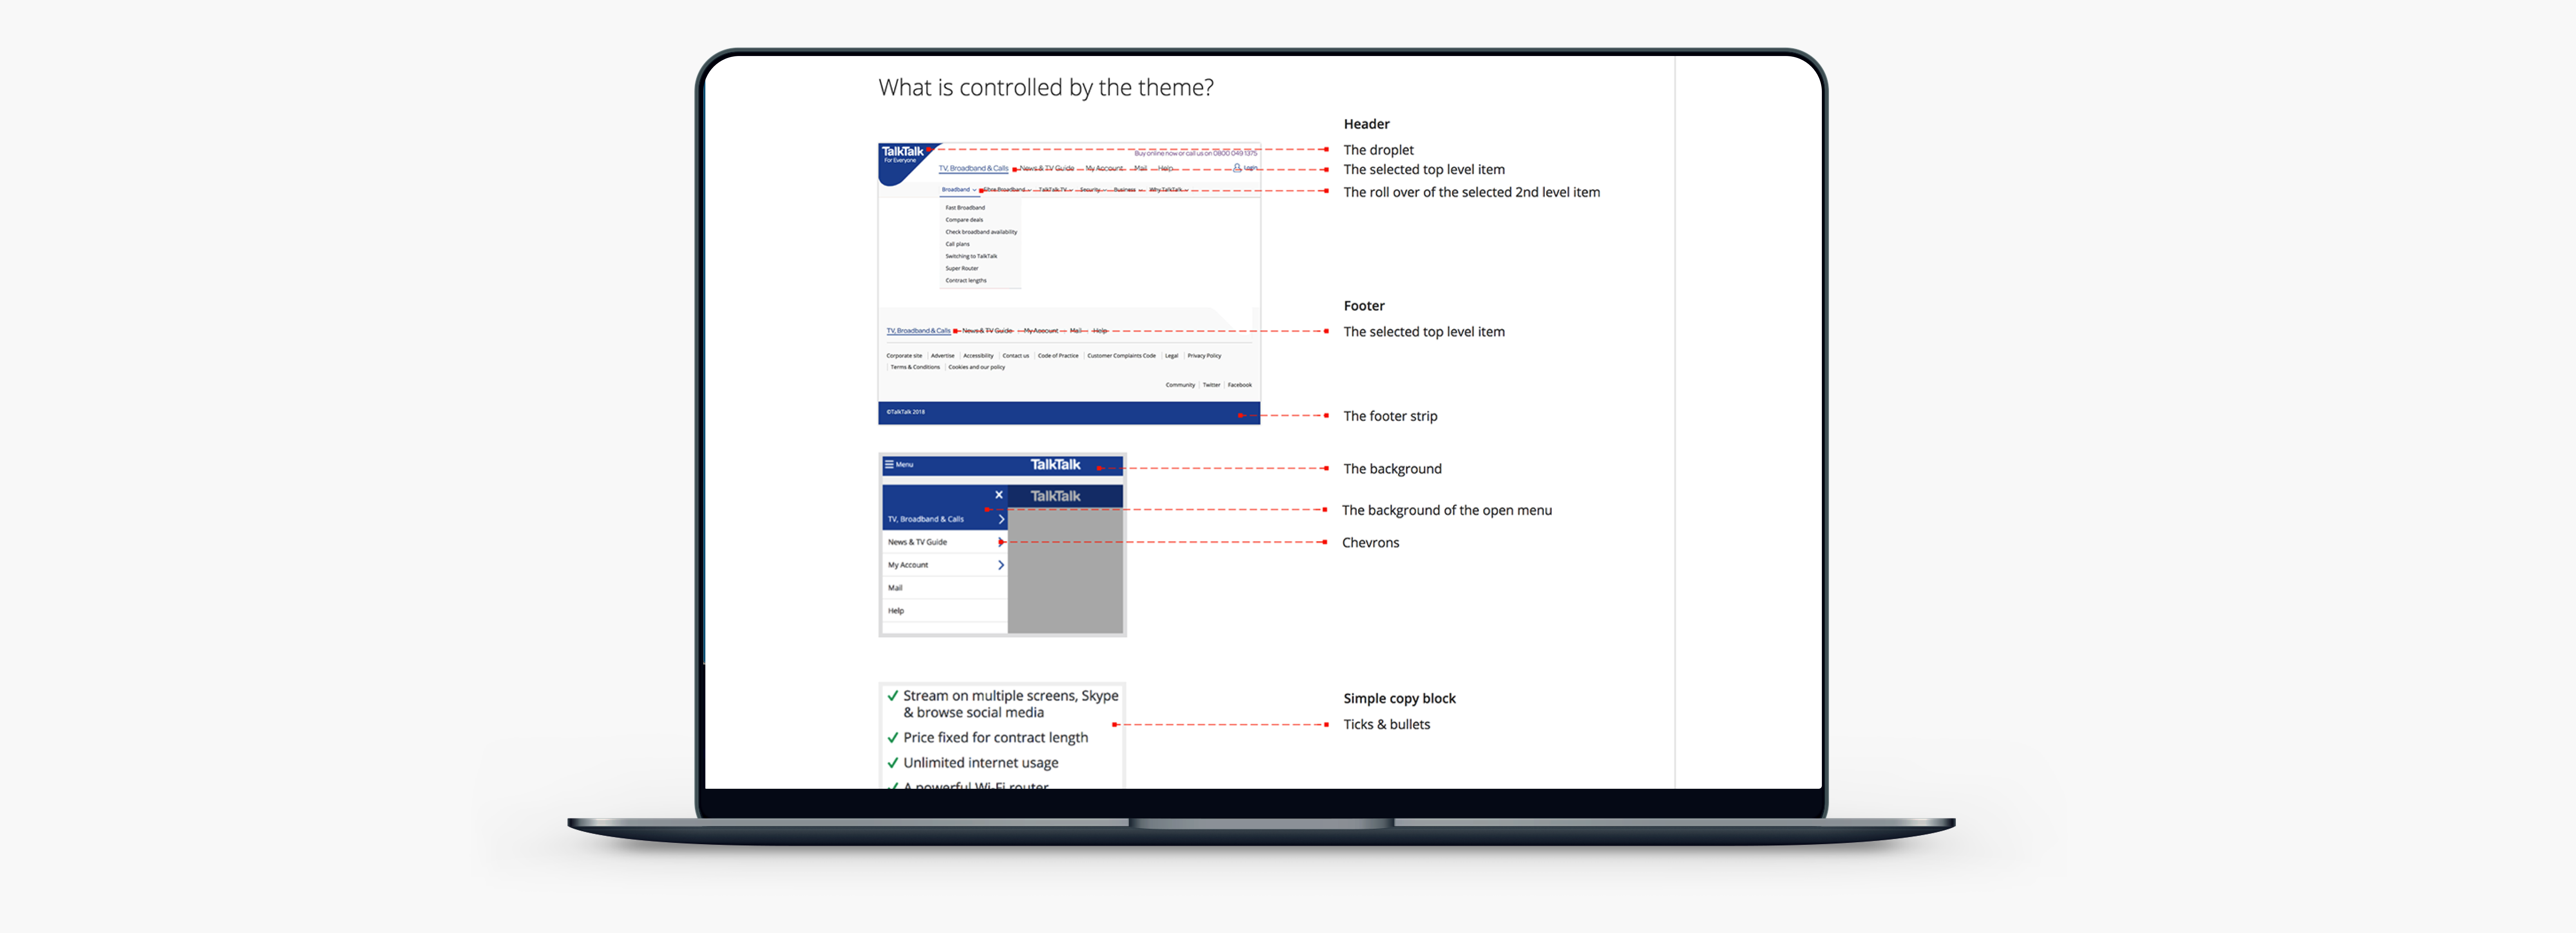 What is controlled by the theme?
Header
TalkTalk
For Everyone
Buy online now or call us on 0800 049 1375
The droplet
TV, Broadband & Calls News & TV Guide My Account Mail Help Login
The selected top level item
Broadband Fibre Broadband TalkTalk TV Security Business Why TalkTalk
The roll over of the selected 2nd level item
Fast Broadband
Compare deals
Check broadband availability
Call plans
Switching to TalkTalk
Super Router
Contract lengths
Footer
TV, Broadband & Calls News & TV Guide My Account Mail Help
The selected top level item
Corporate site Advertise Accessibility Contact us Code of Practice Customer Complaints Code Legal Privacy Policy
Terms & Conditions Cookies and our policy
Community Twitter Facebook
©TalkTalk 2018
The footer strip
Menu TalkTalk
The background
TalkTalk
The background of the open menu
TV, Broadband & Calls
News & TV Guide
Chevrons
My Account
Mail
Help
Simple copy block
Stream on multiple screens, Skype
& browse social media
Ticks & bullets
Price fixed for contract length
Unlimited internet usage
A powerful Wi-Fi router